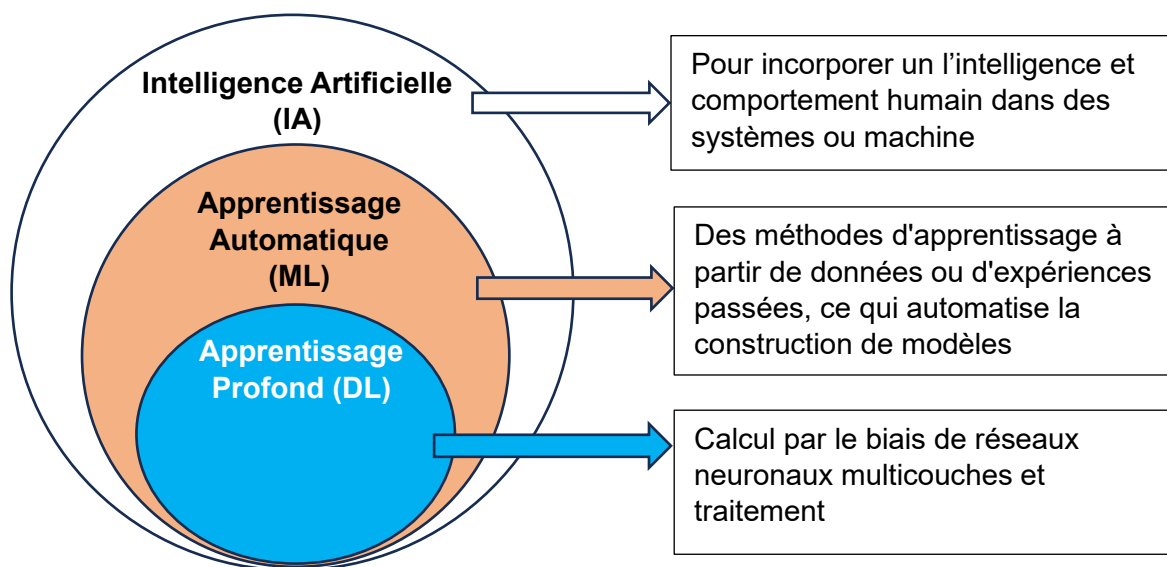 Intelligence Artificielle
(IA)
Pour incorporer un l’intelligence et
comportement humain dans des
systèmes ou machine
Apprentissage
Automatique
(ML)
Des méthodes d'apprentissage à
partir de données ou d'expériences
passées, ce qui automatise la
construction de modèles
Apprentissage
Profond (DL)
Calcul par le biais de réseaux
neuronaux multicouches et
traitement